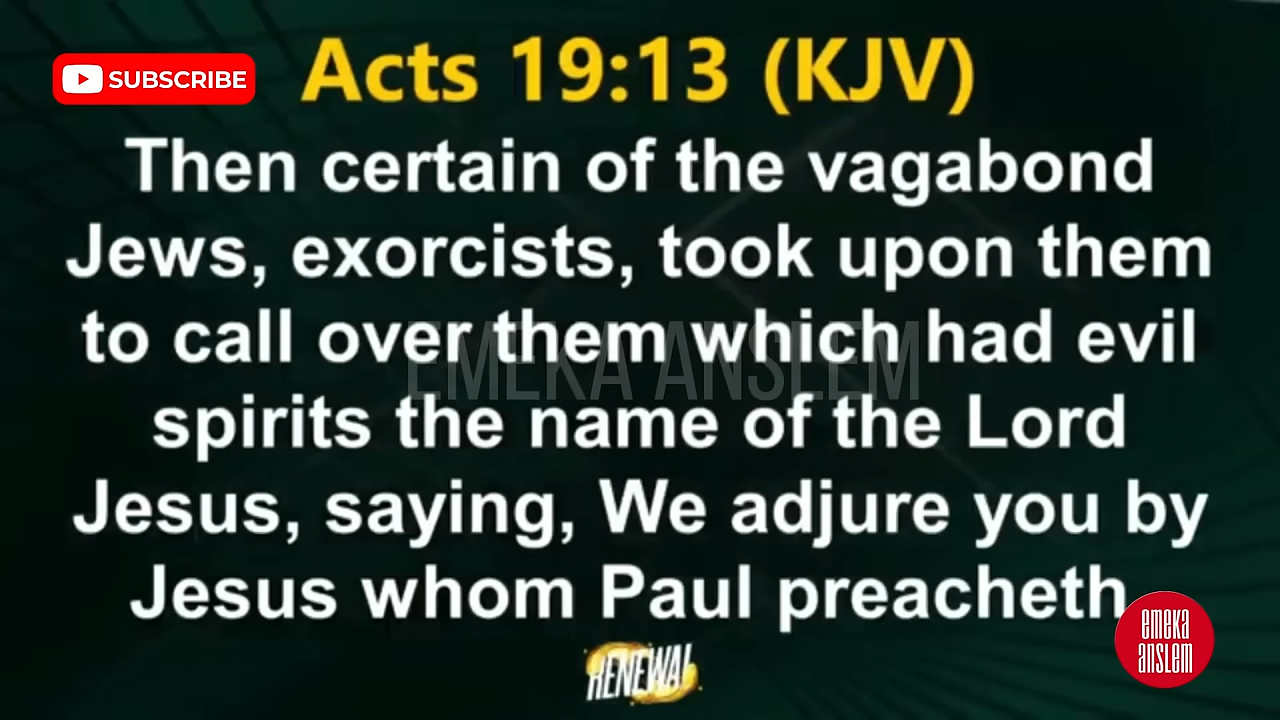 SUBSCRIBE
Acts 19:13 (KJV)
Then certain of the vagabond
Jews, exorcists, took upon them
to call over them which had evil
spirits the name of the Lord
Jesus, saying, We adjure you by
Jesus whom Paul preacheth
EMEKA ANSLEM
RENEWAL
emeka
anslem